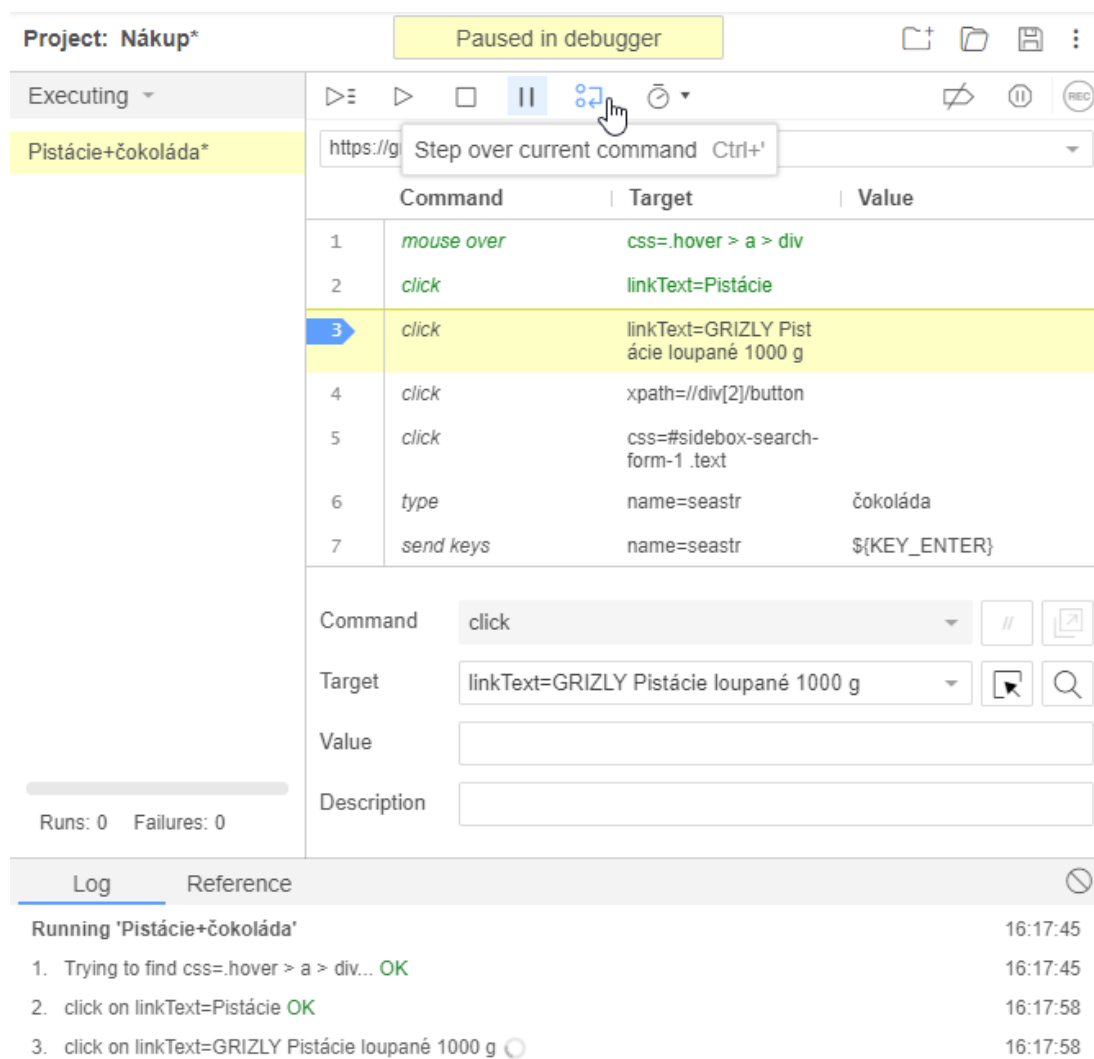 Project: Nákup*
Paused in debugger
Executing
REC
Pistácie+čokoláda*
https://g
Step over current command Ctrl+'
Command Target Value
1 mouse over css=.hover > a > div
2 click linkText=Pistácie
3 click linkText=GRIZLY Pist
ácie loupané 1000 g
4 click xpath=//div[2]/button
5 click css=#sidebox-search-
form-1 .text
6 type name=seastr čokoláda
7 send keys name=seastr ${KEY_ENTER}
Command click //
Target linkText=GRIZLY Pistácie loupané 1000 g
Value
Description
Runs: 0 Failures: 0
Log Reference
Running 'Pistácie+čokoláda' 16:17:45
1. Trying to find css=.hover > a > div... OK 16:17:45
2. click on linkText=Pistácie OK 16:17:58
3. click on linkText=GRIZLY Pistácie loupané 1000 g 16:17:58